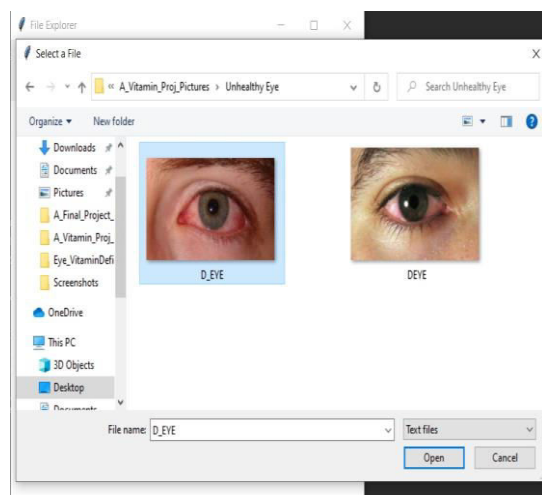 File Explorer
Select a File
« A_Vitamin_Proj_Pictures › Unhealthy Eye
Search Unhealthy Eye
Organize
New folder
Downloads
Documents
Pictures
A_Final_Project_
A_Vitamin_Proj_
Eye_VitaminDefi
Screenshots
OneDrive
This PC
3D Objects
Desktop
Documents
D_EYE
DEYE
File name: D_EYE
Text files
Open
Cancel